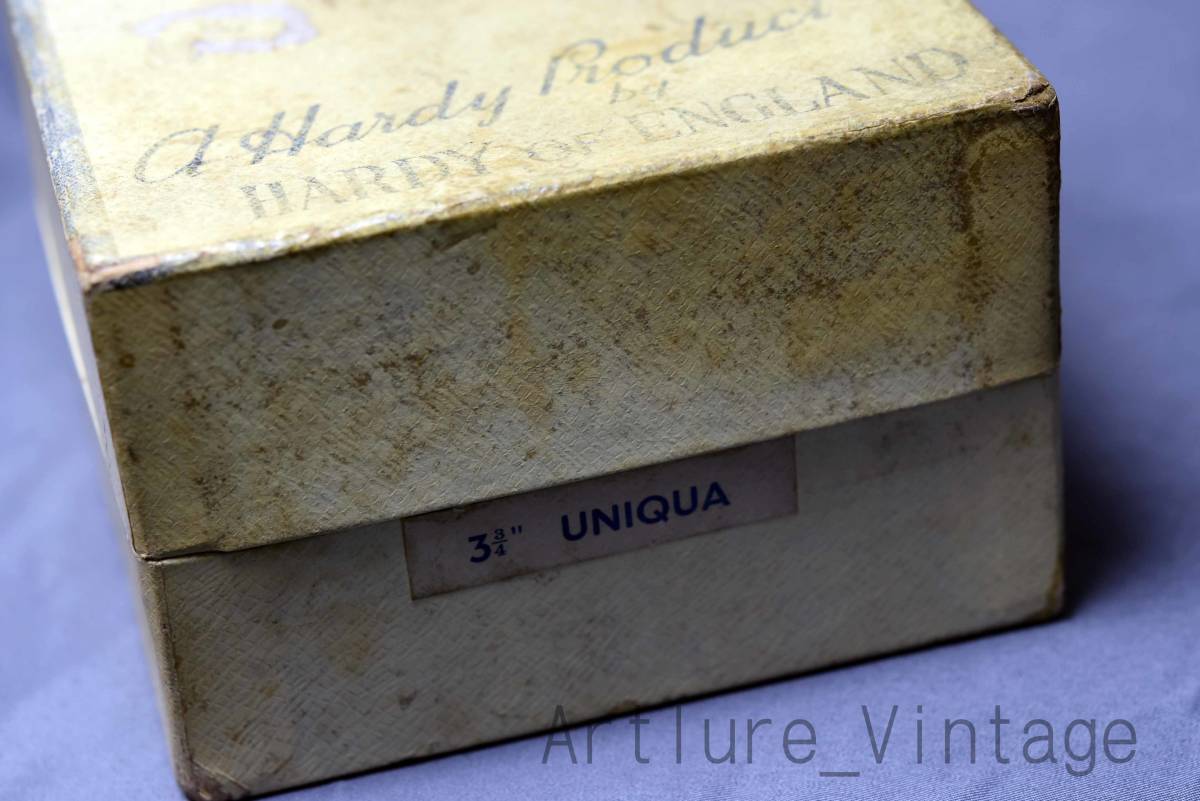 A Hardy Product
by
HARDY OF ENGLAND
3¾" UNIQUA
Artlure_Vintage